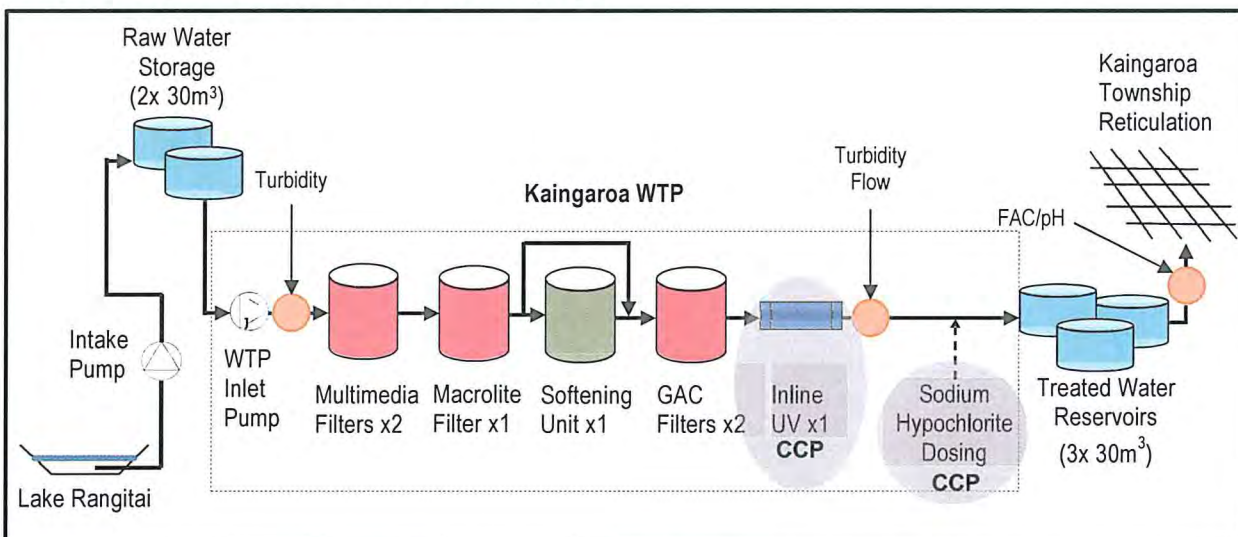 Raw Water
Storage
(2x 30m³)
Turbidity
Kaingaroa WTP
Turbidity
Flow
Kaingaroa
Township
Reticulation
FAC/pH
Intake
Pump
WTP
Inlet
Pump
Multimedia
Filters x2
Macrolite
Filter x1
Softening
Unit x1
GAC
Filters x2
Inline
UV x1
CCP
Sodium
Hypochlorite
Dosing
CCP
Treated Water
Reservoirs
(3x 30m³)
Lake Rangitai